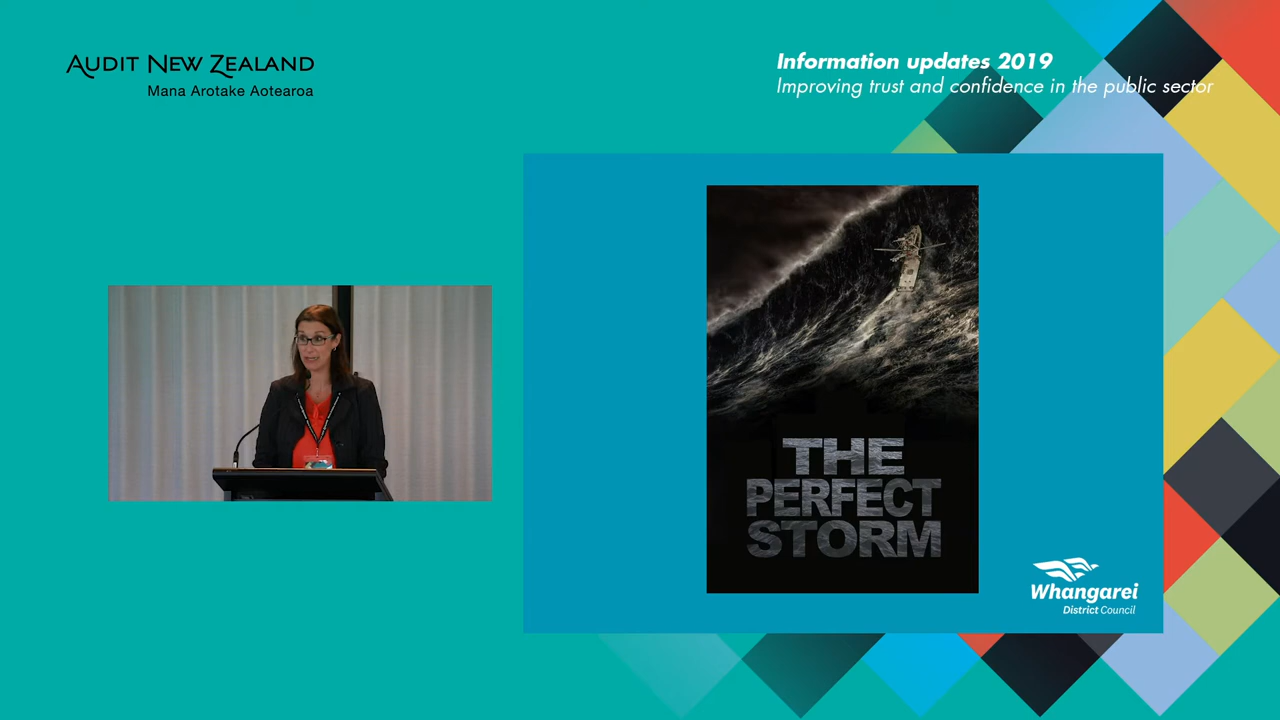 AUDIT NEW ZEALAND
Mana Arotake Aotearoa
Information updates 2019
Improving trust and confidence in the public sector
THE
PERFECT
STORM
Whangarei
District Council